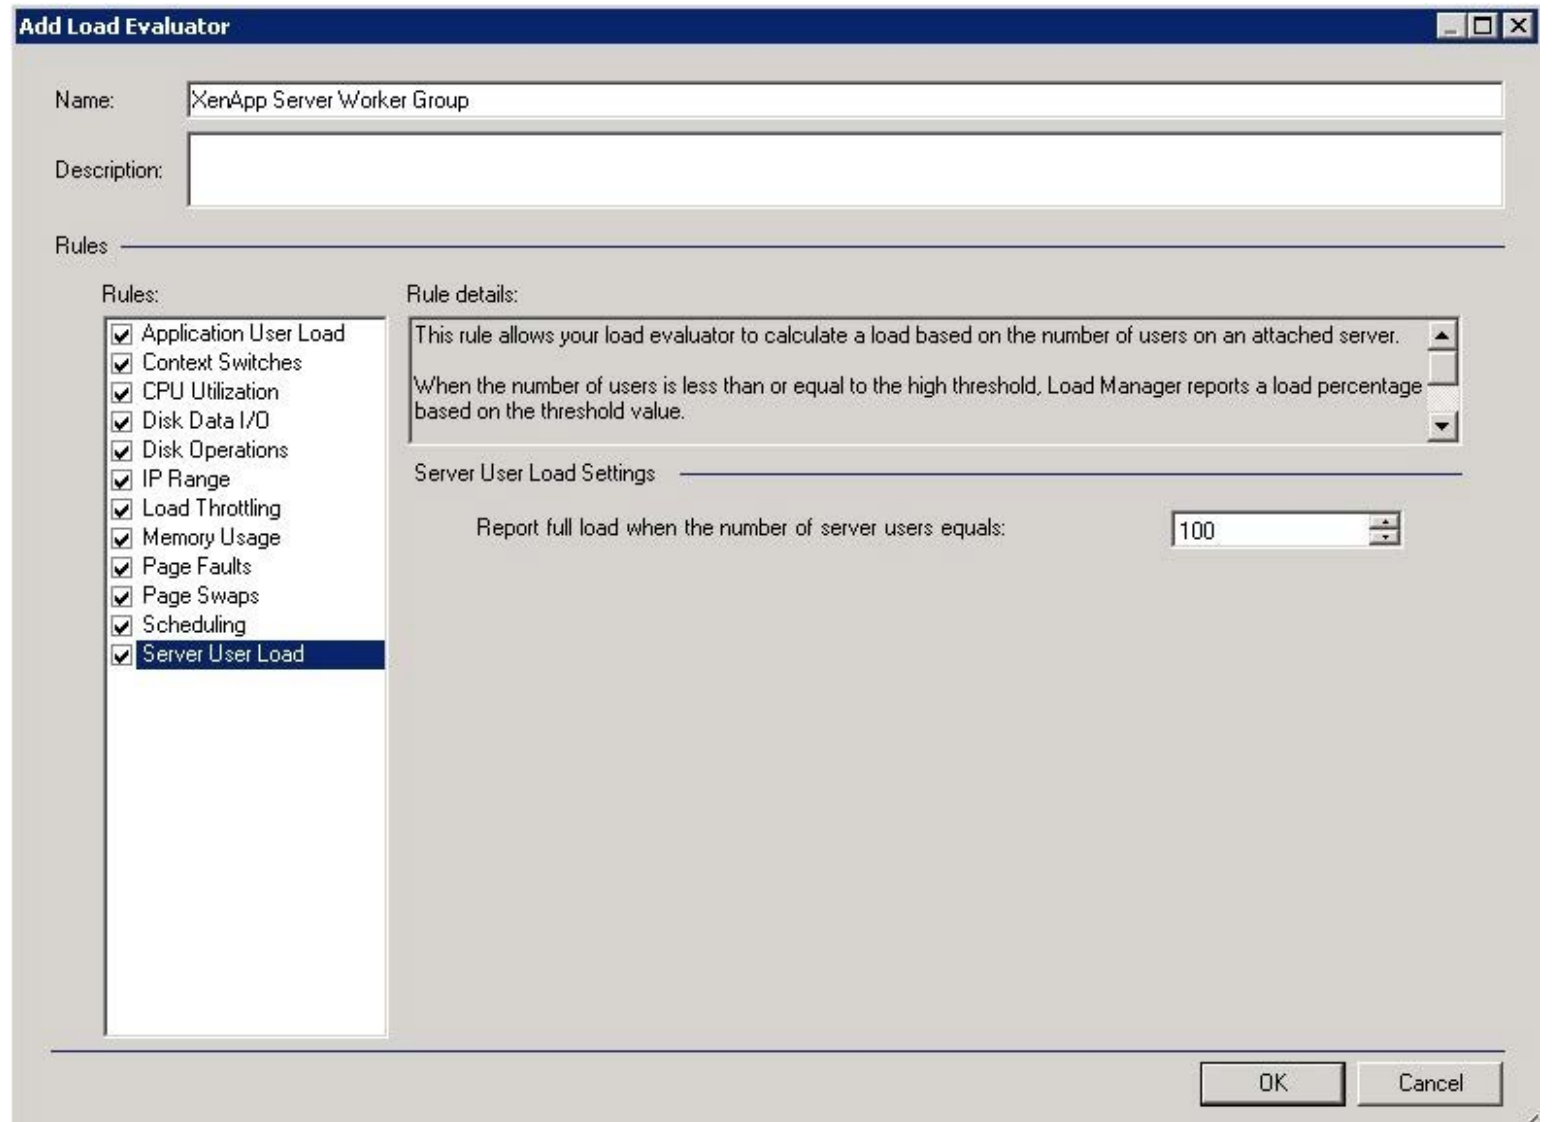 Add Load Evaluator
Name:
XenApp Server Worker Group
Description:
Rules
Rules:
Application User Load
Context Switches
CPU Utilization
Disk Data I/O
Disk Operations
IP Range
Load Throttling
Memory Usage
Page Faults
Page Swaps
Scheduling
Server User Load
Rule details:
This rule allows your load evaluator to calculate a load based on the number of users on an attached server.
When the number of users is less than or equal to the high threshold, Load Manager reports a load percentage
based on the threshold value.
Server User Load Settings
Report full load when the number of server users equals:
100
OK
Cancel